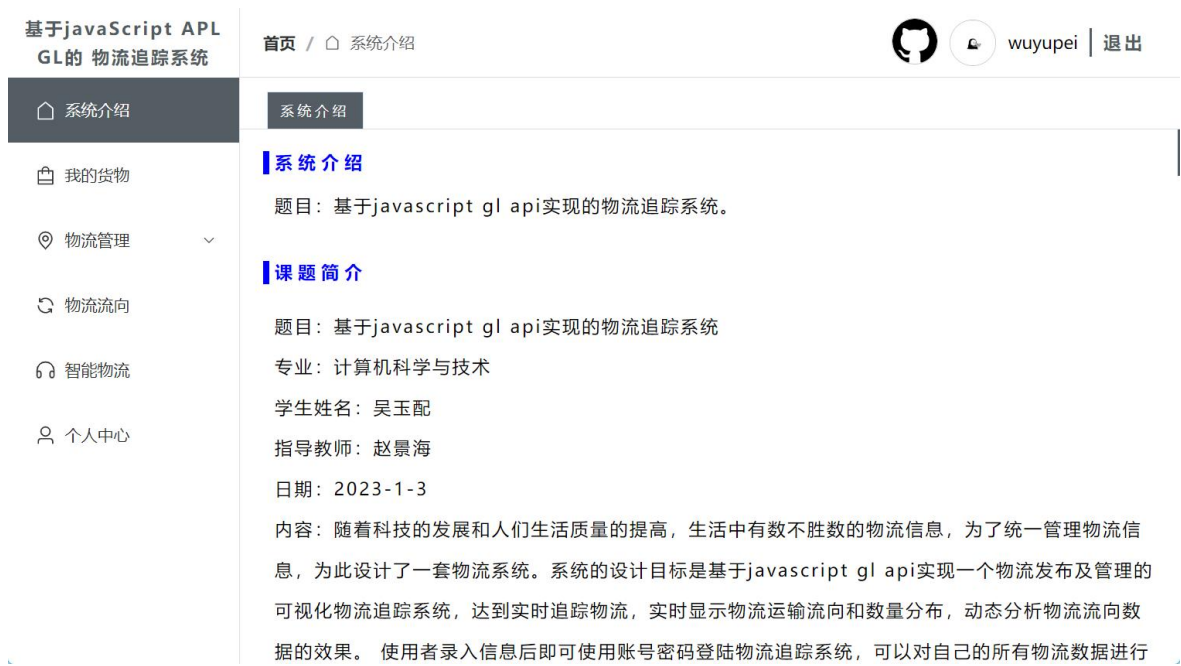 基于javaScript APL
GL的 物流追踪系统
首页 / 系统介绍
wuyupei
退出
系统介绍
我的货物
物流管理
物流流向
智能物流
个人中心
系统介绍
系统介绍
题目：基于javascript gl api实现的物流追踪系统。
课题简介
题目：基于javascript gl api实现的物流追踪系统
专业：计算机科学与技术
学生姓名：吴玉配
指导教师：赵景海
日期：2023-1-3
内容：随着科技的发展和人们生活质量的提高，生活中有数不胜数的物流信息，为了统一管理物流信
息，为此设计了一套物流系统。系统的设计目标是基于javascript gl api实现一个物流发布及管理的
可视化物流追踪系统，达到实时追踪物流，实时显示物流运输流向和数量分布，动态分析物流流向数
据的效果。 使用者录入信息后即可使用账号密码登陆物流追踪系统，可以对自己的所有物流数据进行